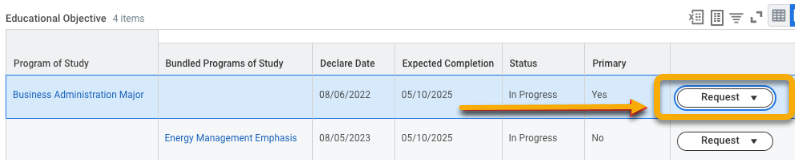 Educational Objective 4 items
Program of Study Bundled Programs of Study Declare Date Expected Completion Status Primary
Business Administration Major 08/06/2022 05/10/2025 In Progress Yes Request
Energy Management Emphasis 08/05/2023 05/10/2025 In Progress No Request